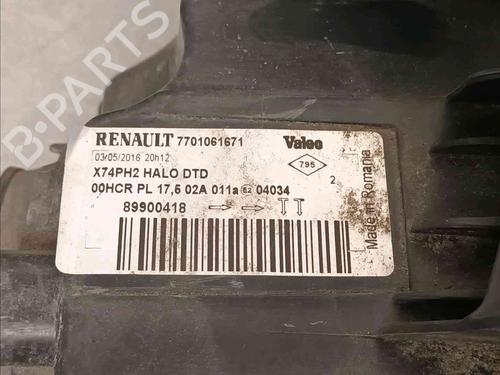 B-PARTS
RENAULT 7701061671 Valeo
03/05/2016 20h12
795
X74PH2 HALO DTD
2
00HCR PL 17,5 02A 011a E2 04034
89900418
Made in Romania